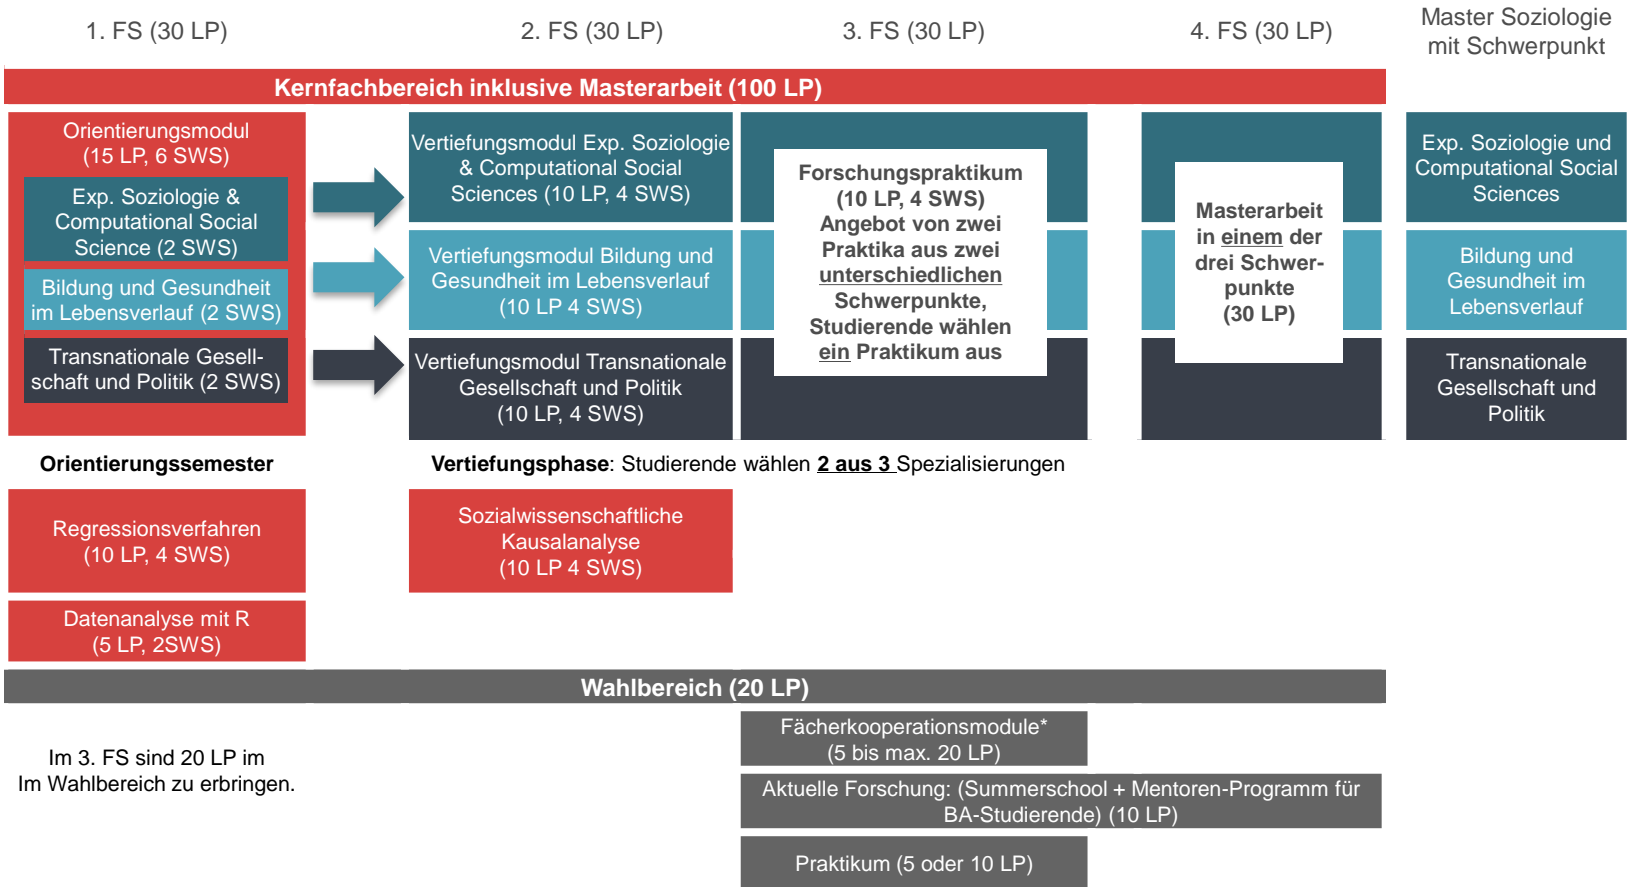 1. FS (30 LP)
2. FS (30 LP)
3. FS (30 LP)
4. FS (30 LP)
Master Soziologie
mit Schwerpunkt
Kernfachbereich inklusive Masterarbeit (100 LP)
Orientierungsmodul
(15 LP, 6 SWS)
Exp. Soziologie &
Computational Social
Science (2 SWS)
Bildung und Gesundheit
im Lebensverlauf (2 SWS)
Transnationale Gesell-
schaft und Politik (2 SWS)
Vertiefungsmodul Exp. Soziologie
& Computational Social
Sciences (10 LP, 4 SWS)
Vertiefungsmodul Bildung und
Gesundheit im Lebensverlauf
(10 LP 4 SWS)
Vertiefungsmodul Transnationale
Gesellschaft und Politik
(10 LP, 4 SWS)
Forschungspraktikum
(10 LP, 4 SWS)
Angebot von zwei
Praktika aus zwei
unterschiedlichen
Schwerpunkte,
Studierende wählen
ein Praktikum aus
Masterarbeit
in einem der
drei Schwer-
punkte
(30 LP)
Exp. Soziologie und
Computational Social
Sciences
Bildung und
Gesundheit im
Lebensverlauf
Transnationale
Gesellschaft und
Politik
Orientierungssemester
Vertiefungsphase: Studierende wählen 2 aus 3 Spezialisierungen
Regressionsverfahren
(10 LP, 4 SWS)
Sozialwissenschaftliche
Kausalanalyse
(10 LP 4 SWS)
Datenanalyse mit R
(5 LP, 2SWS)
Wahlbereich (20 LP)
Im 3. FS sind 20 LP im
Im Wahlbereich zu erbringen.
Fächerkooperationsmodule*
(5 bis max. 20 LP)
Aktuelle Forschung: (Summerschool + Mentoren-Programm für
BA-Studierende) (10 LP)
Praktikum (5 oder 10 LP)